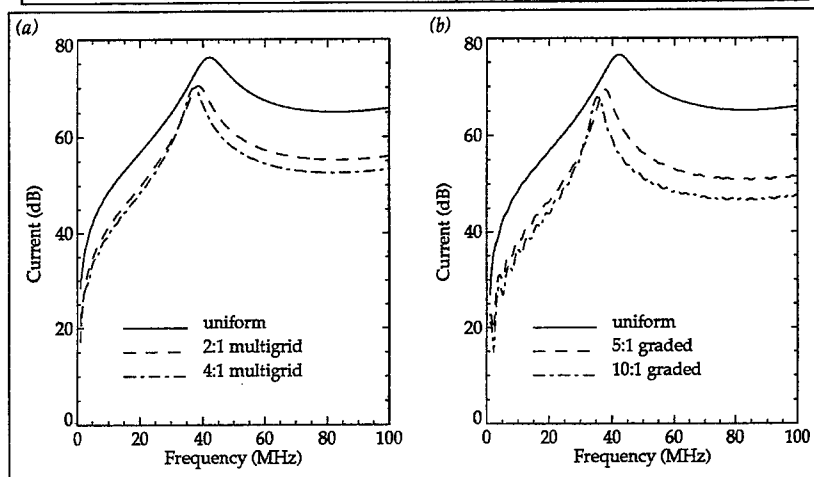 (a)
80
60
40
20
0
Current (dB)
uniform
2:1 multigrid
4:1 multigrid
0 20 40 60 80 100
Frequency (MHz)
(b)
80
60
40
20
0
Current (dB)
uniform
5:1 graded
10:1 graded
0 20 40 60 80 100
Frequency (MHz)